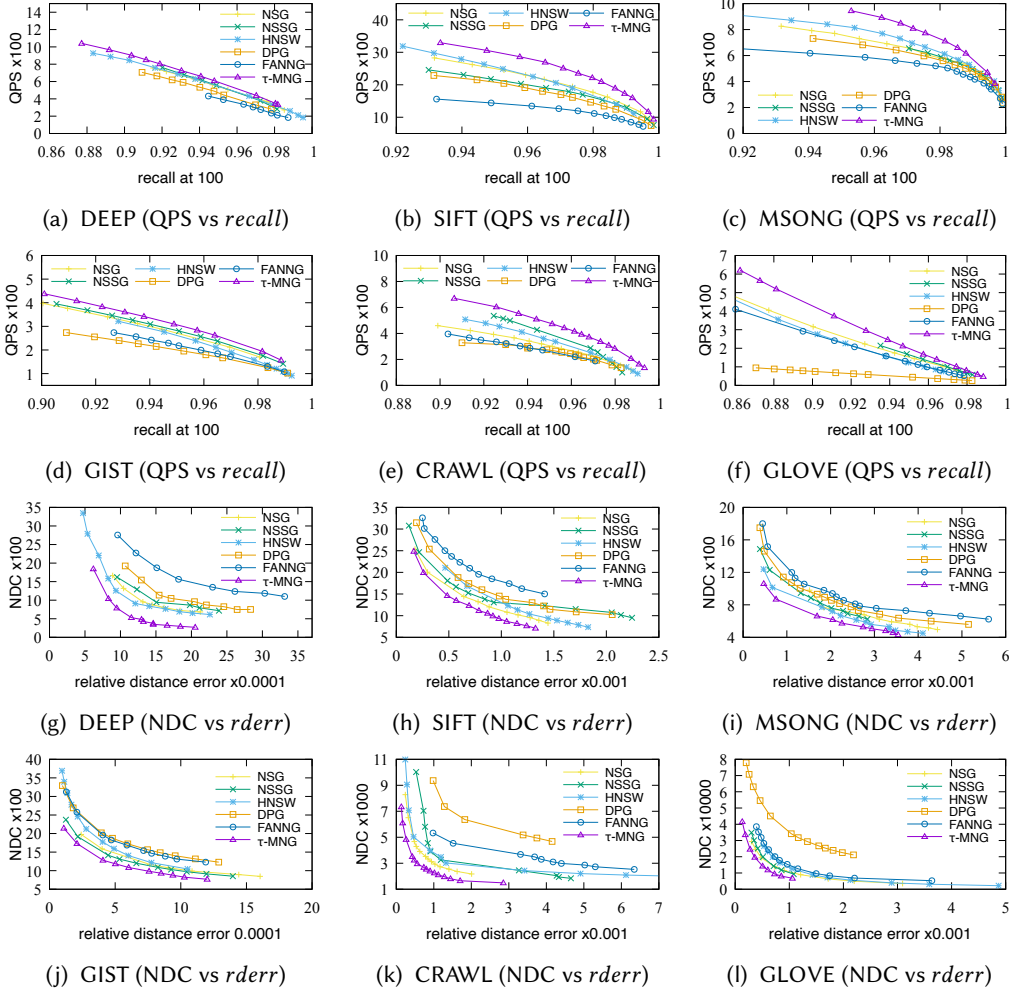 QPS x100
14
12
10
8
6
4
2
0.86 0.88 0.9 0.92 0.94 0.96 0.98 1
NSG
NSSG
HNSW
DPG
FANNG
τ-MNG
recall at 100
(a) DEEP (QPS vs recall)
QPS x100
50
40
30
20
10
0.92 0.94 0.96 0.98 1
NSG HNSW FANNG
NSSG DPG τ-MNG
recall at 100
(b) SIFT (QPS vs recall)
QPS x100
10
8
6
4
2
0
0.92 0.94 0.96 0.98 1
NSG DPG
NSSG FANNG
HNSW τ-MNG
recall at 100
(c) MSONG (QPS vs recall)
QPS x100
6
5
4
3
2
1
0.90 0.92 0.94 0.96 0.98 1
NSG HNSW FANNG
NSSG DPG τ-MNG
recall at 100
(d) GIST (QPS vs recall)
QPS x100
10
8
6
4
2
0
0.88 0.9 0.92 0.94 0.96 0.98 1
NSG HNSW FANNG
NSSG DPG τ-MNG
recall at 100
(e) CRAWL (QPS vs recall)
QPS x100
7
6
5
4
3
2
1
0
0.86 0.88 0.9 0.92 0.94 0.96 0.98 1
NSG
NSSG
HNSW
DPG
FANNG
τ-MNG
recall at 100
(f) GLOVE (QPS vs recall)
NDC x100
35
30
25
20
15
10
5
0
0 5 10 15 20 25 30 35
NSG
NSSG
HNSW
DPG
FANNG
τ-MNG
relative distance error x0.0001
(g) DEEP (NDC vs rderr)
NDC x100
35
30
25
20
15
10
5
0 0.5 1.0 1.5 2.0 2.5
NSG
NSSG
HNSW
DPG
FANNG
τ-MNG
relative distance error x0.001
(h) SIFT (NDC vs rderr)
NDC x100
20
16
12
8
4
0 1 2 3 4 5 6
NSG
NSSG
HNSW
DPG
FANNG
τ-MNG
relative distance error x0.001
(i) MSONG (NDC vs rderr)
NDC x100
40
35
30
25
20
15
10
5
0 5 10 15 20
NSG
NSSG
HNSW
DPG
FANNG
τ-MNG
relative distance error 0.0001
(j) GIST (NDC vs rderr)
NDC x1000
11
9
7
5
3
1
0 1 2 3 4 5 6 7
NSG
NSSG
HNSW
DPG
FANNG
τ-MNG
relative distance error x0.001
(k) CRAWL (NDC vs rderr)
NDC x10000
8
7
6
5
4
3
2
1
0
0 1 2 3 4 5
NSG
NSSG
HNSW
DPG
FANNG
τ-MNG
relative distance error x0.001
(l) GLOVE (NDC vs rderr)